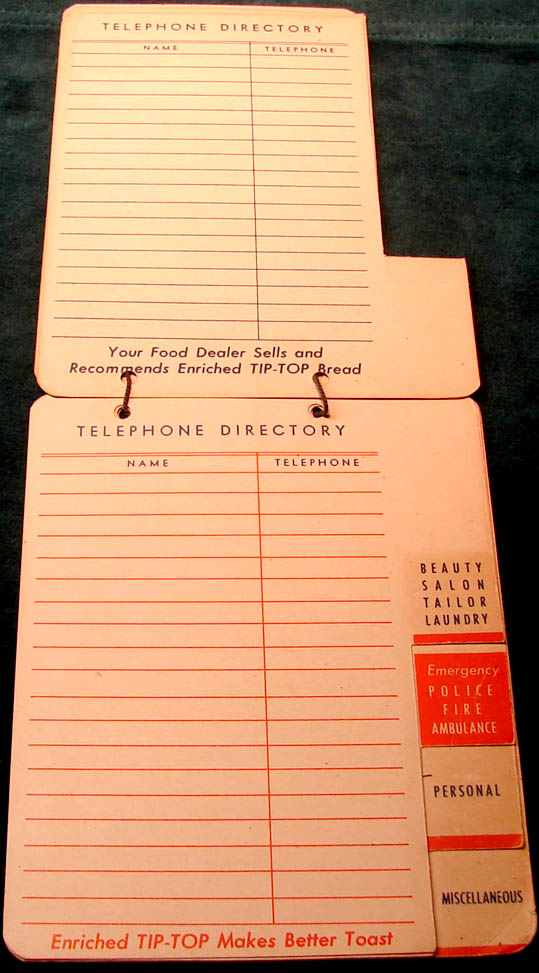 TELEPHONE DIRECTORY
NAME TELEPHONE
Your Food Dealer Sells and
Recommends Enriched TIP-TOP Bread
TELEPHONE DIRECTORY
NAME TELEPHONE
BEAUTY
SALON
TAILOR
LAUNDRY
Emergency
POLICE
FIRE
AMBULANCE
PERSONAL
MISCELLANEOUS
Enriched TIP-TOP Makes Better Toast